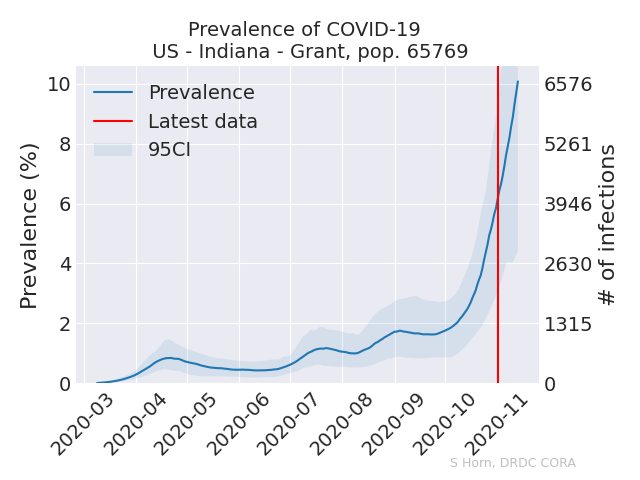 Prevalence of COVID-19
US - Indiana - Grant, pop. 65769
Prevalence
Latest data
95CI
Prevalence (%)
10
8
6
4
2
0
6576
5261
3946
2630
1315
0
# of infections
2020-03
2020-04
2020-05
2020-06
2020-07
2020-08
2020-09
2020-10
2020-11
S Horn, DRDC CORA